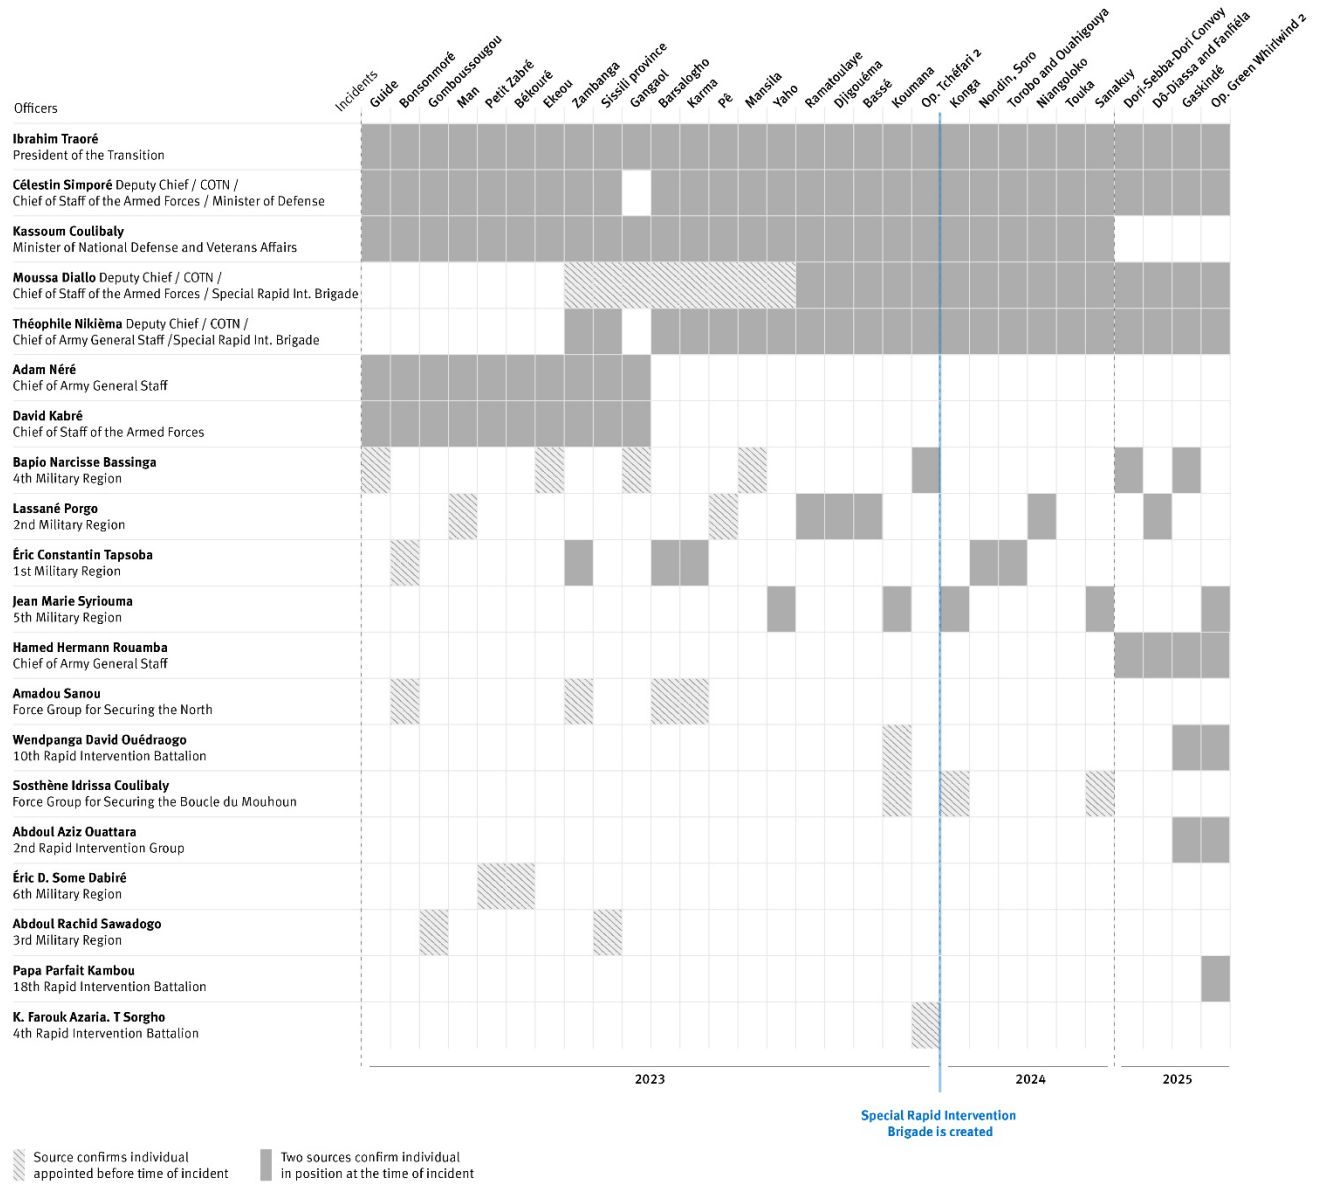 Officers
Incidents
Guide
Bonsonmoré
Gomboussougou
Man
Petit Zabré
Békouré
Ekeou
Zambanga
Sissili province
Gangaol
Barsalogho
Karma
Pê
Mansila
Yaho
Ramatoulaye
Djigouéma
Bassé
Koumana
Op. Tchéfari 2
Konga
Nondin, Soro
Torobo and Ouahigouya
Niangoloko
Touka
Sanakuy
Dori-Sebba-Dori Convoy
Dô-Diassa and Fanfiéla
Gaskindé
Op. Green Whirlwind 2
Ibrahim Traoré
President of the Transition
Célestin Simporé Deputy Chief / COTN /
Chief of Staff of the Armed Forces / Minister of Defense
Kassoum Coulibaly
Minister of National Defense and Veterans Affairs
Moussa Diallo Deputy Chief / COTN /
Chief of Staff of the Armed Forces / Special Rapid Int. Brigade
Théophile Nikièma Deputy Chief / COTN /
Chief of Army General Staff /Special Rapid Int. Brigade
Adam Néré
Chief of Army General Staff
David Kabré
Chief of Staff of the Armed Forces
Bapio Narcisse Bassinga
4th Military Region
Lassané Porgo
2nd Military Region
Éric Constantin Tapsoba
1st Military Region
Jean Marie Syriouma
5th Military Region
Hamed Hermann Rouamba
Chief of Army General Staff
Amadou Sanou
Force Group for Securing the North
Wendpanga David Ouédraogo
10th Rapid Intervention Battalion
Sosthène Idrissa Coulibaly
Force Group for Securing the Boucle du Mouhoun
Abdoul Aziz Ouattara
2nd Rapid Intervention Group
Éric D. Some Dabiré
6th Military Region
Abdoul Rachid Sawadogo
3rd Military Region
Papa Parfait Kambou
18th Rapid Intervention Battalion
K. Farouk Azaria. T Sorgho
4th Rapid Intervention Battalion
2023
2024
2025
Special Rapid Intervention
Brigade is created
Source confirms individual
appointed before time of incident
Two sources confirm individual
in position at the time of incident